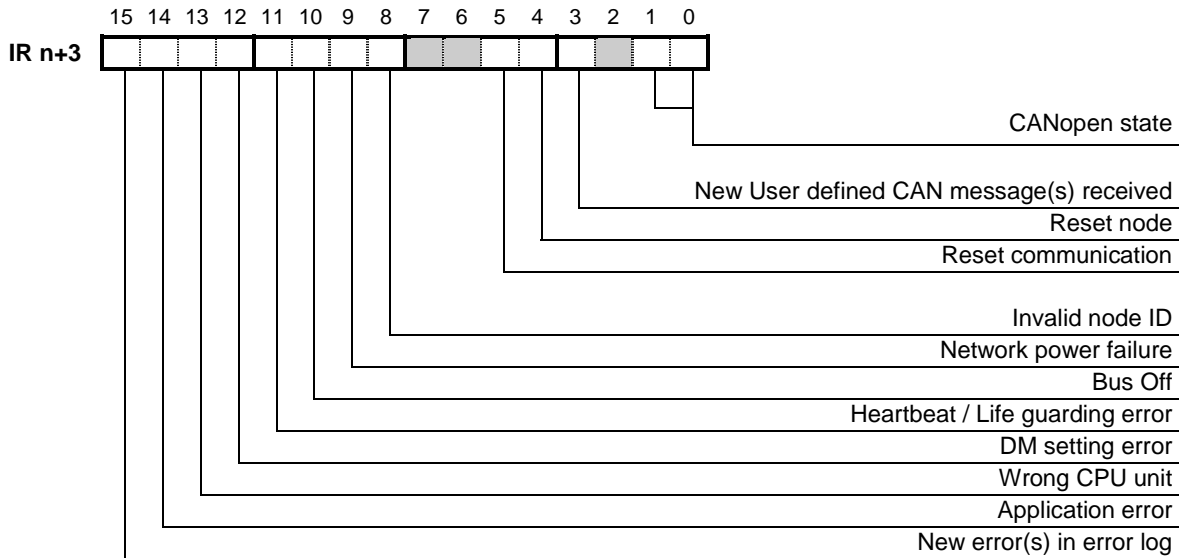 15 14 13 12 11 10 9 8 7 6 5 4 3 2 1 0
IR n+3
CANopen state
New User defined CAN message(s) received
Reset node
Reset communication
Invalid node ID
Network power failure
Bus Off
Heartbeat / Life guarding error
DM setting error
Wrong CPU unit
Application error
New error(s) in error log